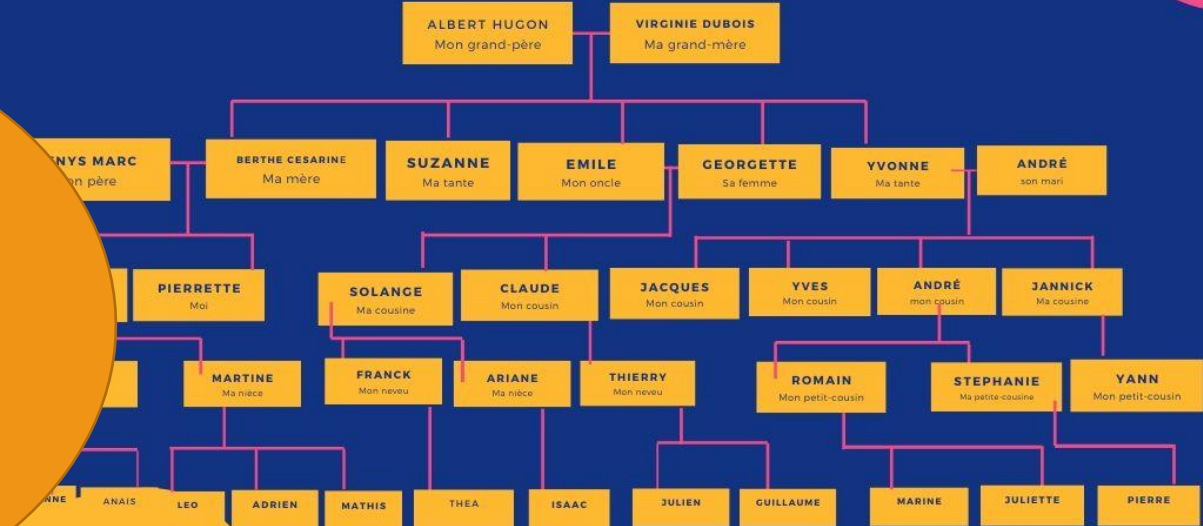 ALBERT HUGON
Mon grand-père
VIRGINIE DUBOIS
Ma grand-mère
MARC
père
BERTHE CESARINE
Ma mère
SUZANNE
Ma tante
EMILE
Mon oncle
GEORGETTE
Sa femme
YVONNE
Ma tante
ANDRÉ
son mari
PIERRETTE
Moi
SOLANGE
Ma cousine
CLAUDE
Mon cousin
JACQUES
Mon cousin
YVES
Mon cousin
ANDRÉ
mon cousin
JANNICK
Ma cousine
MARTINE
Ma nièce
FRANCK
Mon neveu
ARIANE
Ma nièce
THIERRY
Mon neveu
ROMAIN
Mon petit-cousin
STEPHANIE
Ma petite-cousine
YANN
Mon petit-cousin
ANAIS
LEO
ADRIEN
MATHIS
THEA
ISAAC
JULIEN
GUILLAUME
MARINE
JULIETTE
PIERRE